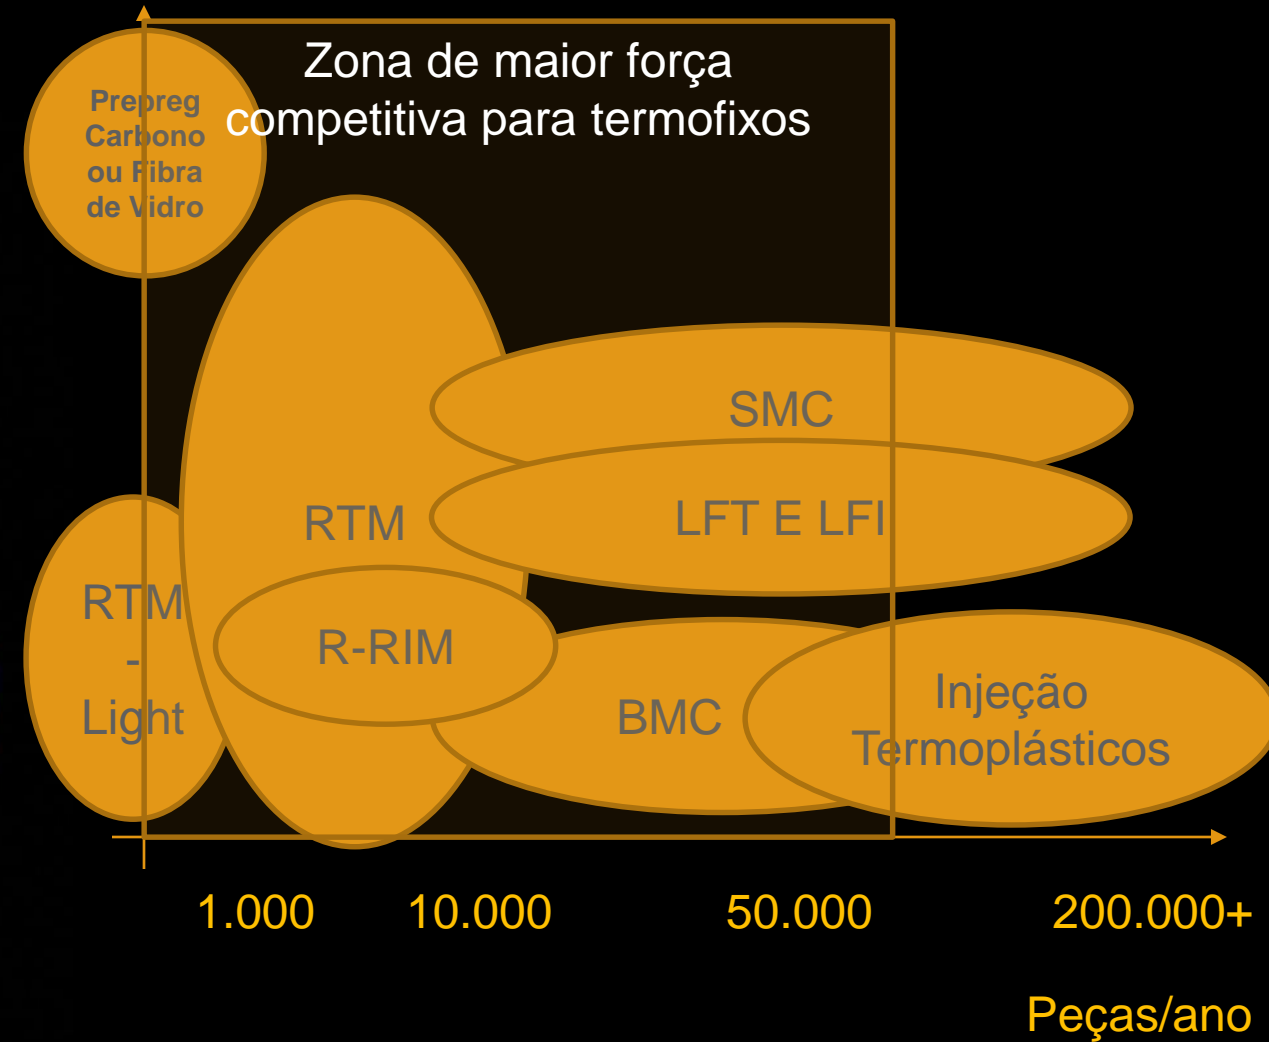 Zona de maior força
competitiva para termofixos
Prepreg
Carbono
ou Fibra
de Vidro
SMC
LFT E LFI
RTM
RTM
-
Light
R-RIM
BMC
Injeção
Termoplásticos
1.000
10.000
50.000
200.000+
Peças/ano